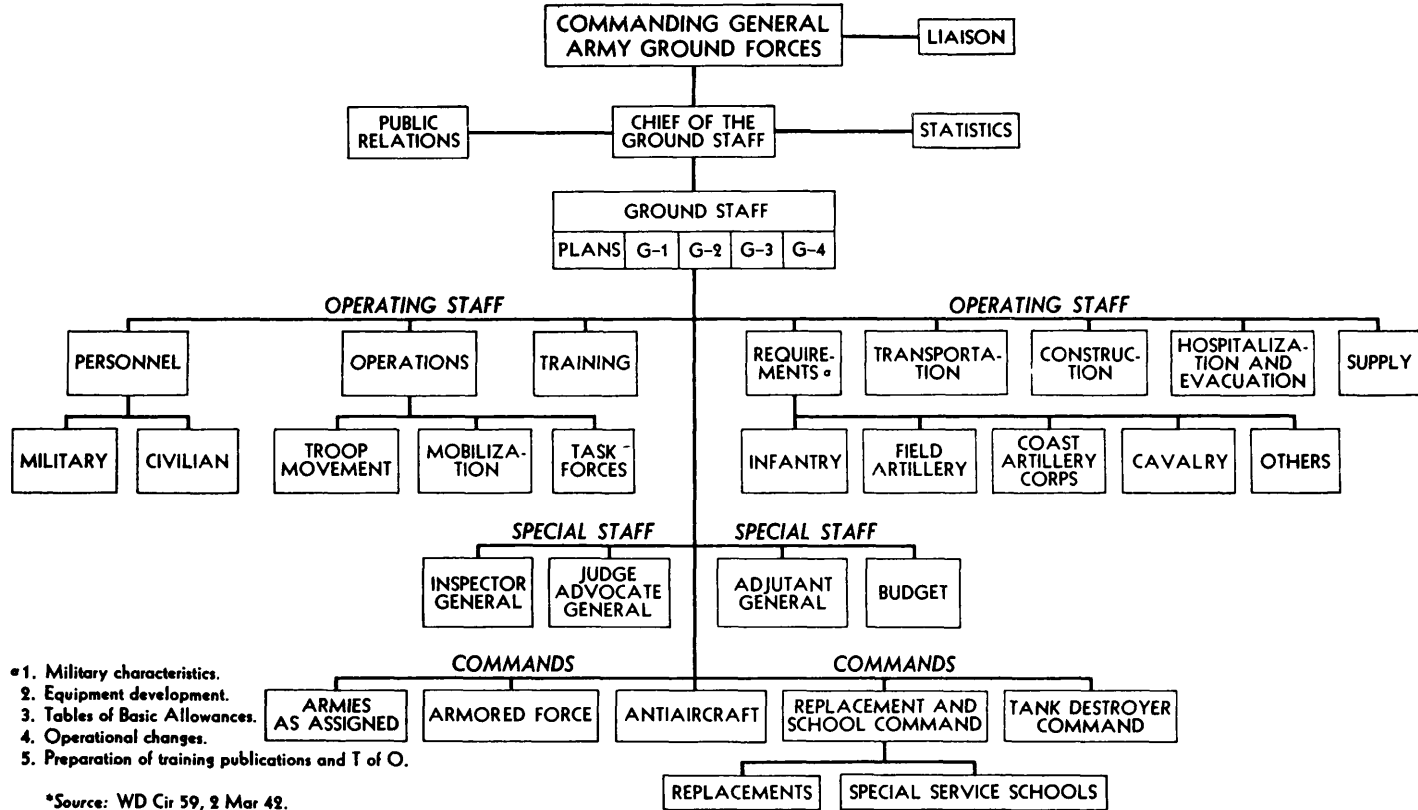 COMMANDING GENERAL
ARMY GROUND FORCES
LIAISON
PUBLIC
RELATIONS
CHIEF OF THE
GROUND STAFF
STATISTICS
GROUND STAFF
PLANS G-1 G-2 G-3 G-4
OPERATING STAFF
OPERATING STAFF
PERSONNEL
OPERATIONS
TRAINING
REQUIRE-
MENTS a
TRANSPORTA-
TION
CONSTRUC-
TION
HOSPITALIZA-
TION AND
EVACUATION
SUPPLY
MILITARY
CIVILIAN
TROOP
MOVEMENT
MOBILIZA-
TION
TASK
FORCES
INFANTRY
FIELD
ARTILLERY
COAST
ARTILLERY
CORPS
CAVALRY
OTHERS
SPECIAL STAFF
SPECIAL STAFF
INSPECTOR
GENERAL
JUDGE
ADVOCATE
GENERAL
ADJUTANT
GENERAL
BUDGET
COMMANDS
COMMANDS
ARMIES
AS ASSIGNED
ARMORED FORCE
ANTIAIRCRAFT
REPLACEMENT AND
SCHOOL COMMAND
TANK DESTROYER
COMMAND
REPLACEMENTS
SPECIAL SERVICE SCHOOLS
a 1. Military characteristics.
2. Equipment development.
3. Tables of Basic Allowances.
4. Operational changes.
5. Preparation of training publications and T of O.
*Source: WD Cir 59, 2 Mar 42.